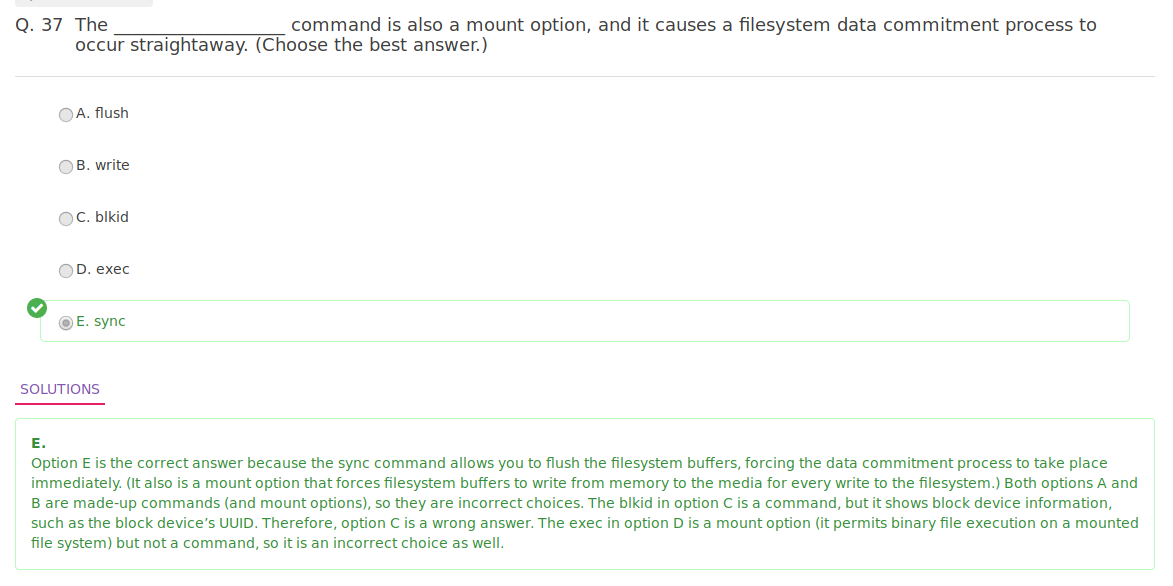 Q. 37 The ___________________ command is also a mount option, and it causes a filesystem data commitment process to
occur straightaway. (Choose the best answer.)
A. flush
B. write
C. blkid
D. exec
E. sync
SOLUTIONS
E.
Option E is the correct answer because the sync command allows you to flush the filesystem buffers, forcing the data commitment process to take place
immediately. (It also is a mount option that forces filesystem buffers to write from memory to the media for every write to the filesystem.) Both options A and
B are made-up commands (and mount options), so they are incorrect choices. The blkid in option C is a command, but it shows block device information,
such as the block device’s UUID. Therefore, option C is a wrong answer. The exec in option D is a mount option (it permits binary file execution on a mounted
file system) but not a command, so it is an incorrect choice as well.